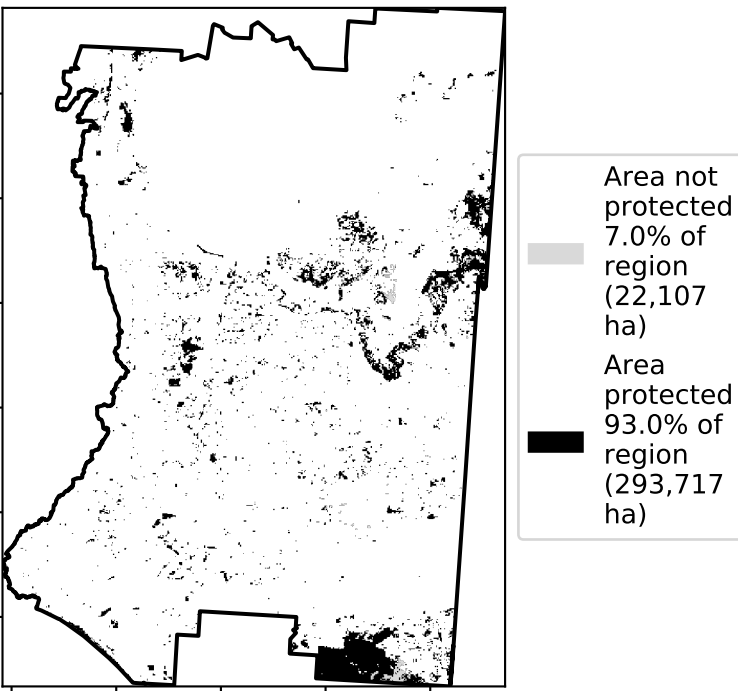 Area not
protected
7.0% of
region
(22,107
ha)
Area
protected
93.0% of
region
(293,717
ha)